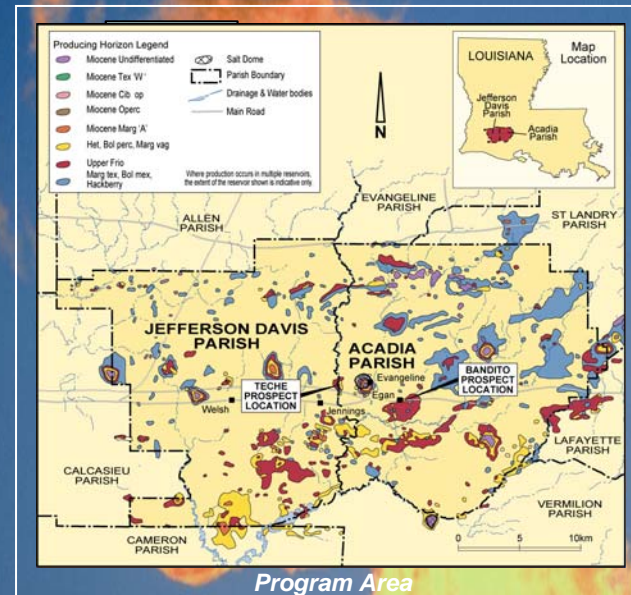 Producing Horizon Legend
Miocene Undifferentiated
Miocene Tex 'W'
Miocene Cib op
Miocene Operc
Miocene Marg 'A'
Het, Bol perc, Marg vag
Upper Frio
Marg tex, Bol mex,
Hackberry
Salt Dome
Parish Boundary
Drainage & Water bodies
Main Road
Where production occurs in multiple reservoirs,
the extent of the reservoir shown is indicative only.
N
LOUISIANA
Map
Location
Jefferson
Davis
Parish
Acadia
Parish
ALLEN
PARISH
EVANGELINE
PARISH
ST LANDRY
PARISH
JEFFERSON DAVIS
PARISH
ACADIA
PARISH
TECHE
PROSPECT
LOCATION
Evangeline
Egan
BANDITO
PROSPECT
LOCATION
Welsh
Jennings
LAFAYETTE
PARISH
CALCASIEU
PARISH
CAMERON
PARISH
VERMILION
PARISH
0 5 10km
Program Area